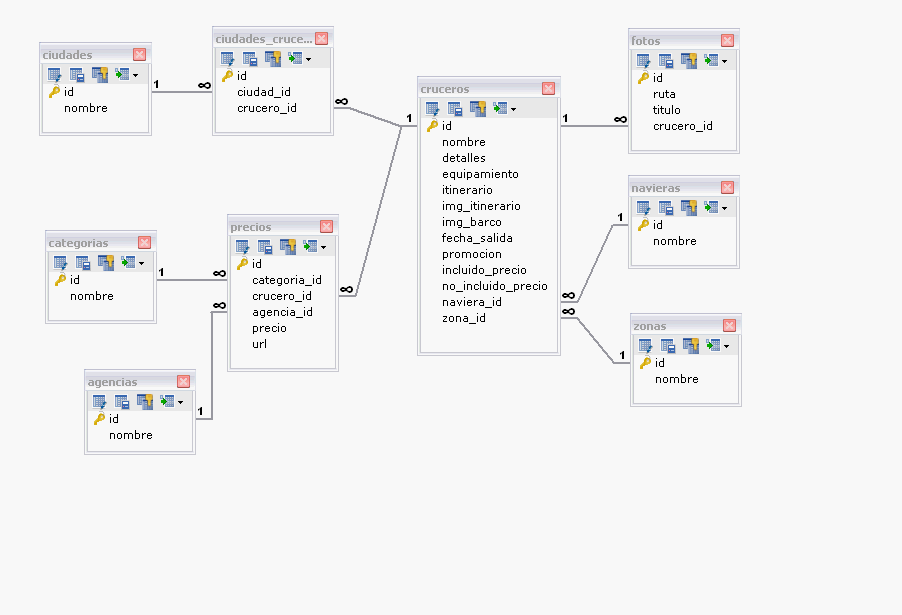 ciudades
1
∞
id
nombre
ciudades_cruce...
id
ciudad_id
crucero_id
∞
1
cruceros
id
nombre
detalles
equipamiento
itinerario
img_itinerario
img_barco
fecha_salida
promocion
incluido_precio
no_incluido_precio
naviera_id
zona_id
1
∞
fotos
id
ruta
titulo
crucero_id
navieras
1
∞
id
nombre
zonas
∞
1
id
nombre
categorias
1
∞
id
nombre
precios
id
categoria_id
crucero_id
agencia_id
precio
url
∞
∞
agencias
1
id
nombre